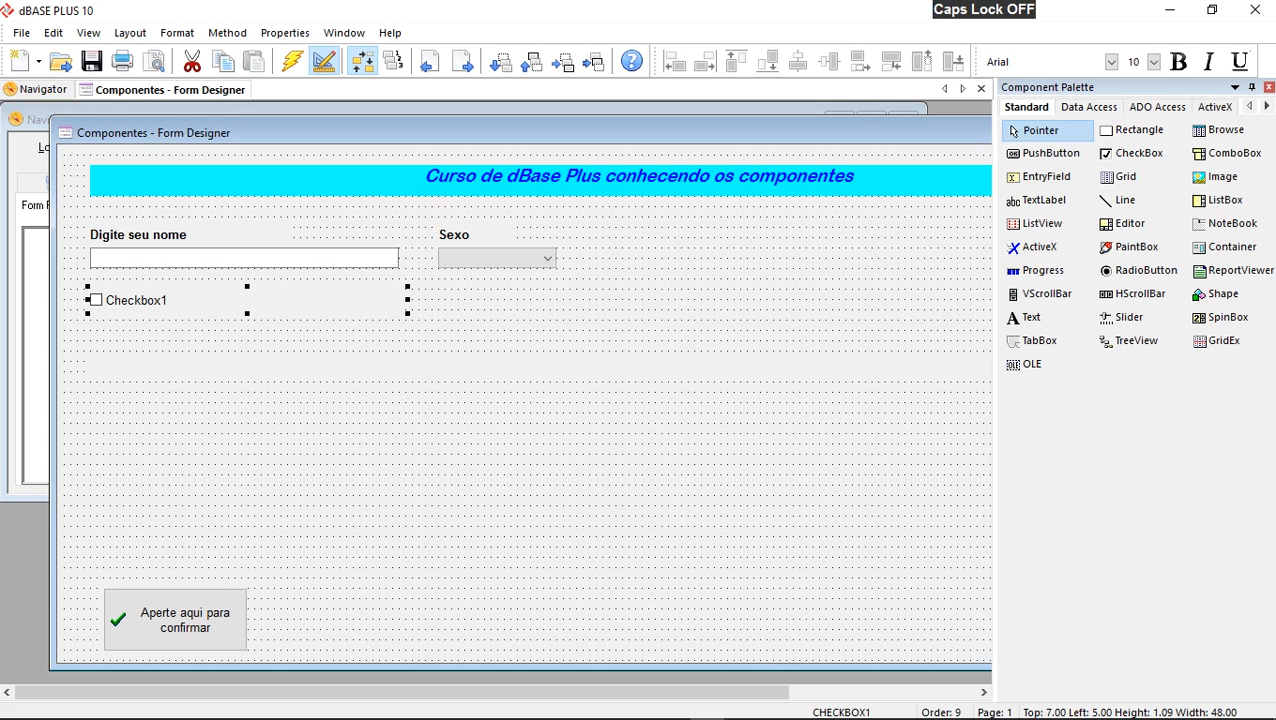 dBASE PLUS 10
Caps Lock OFF
File Edit View Layout Format Method Properties Window Help
Arial 10 B I U
Navigator Componentes - Form Designer
Component Palette
Standard Data Access ADO Access ActiveX
Componentes - Form Designer
Form
Curso de dBase Plus conhecendo os componentes
Digite seu nome Sexo
Checkbox1
Aperte aqui para
confirmar
Pointer Rectangle Browse
PushButton CheckBox ComboBox
EntryField Grid Image
TextLabel Line ListBox
ListView Editor NoteBook
ActiveX PaintBox Container
Progress RadioButton ReportViewer
VScrollBar HScrollBar Shape
Text Slider SpinBox
TabBox TreeView GridEx
OLE
CHECKBOX1 Order: 9 Page: 1 Top: 7.00 Left: 5.00 Height: 1.09 Width: 48.00